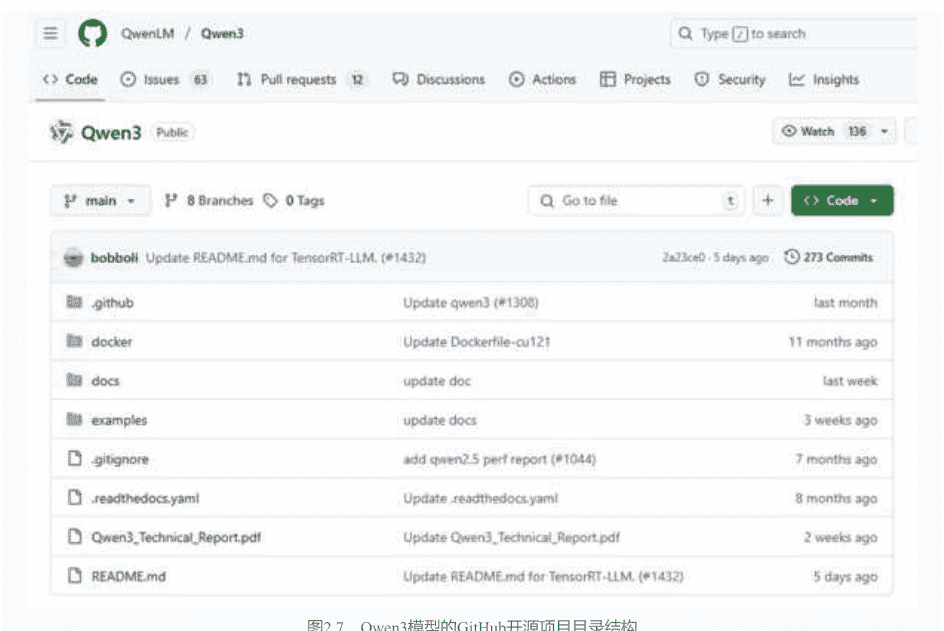 QwenLM / Qwen3
Type / to search
Code Issues 63 Pull requests 12 Discussions Actions Projects Security Insights
Qwen3 Public
Watch 136
main 8 Branches 0 Tags Go to file t + Code
bobboli Update README.md for TensorRT-LLM. (#1432) 2a23ce0 · 5 days ago 273 Commits
.github Update qwen3 (#1308) last month
docker Update Dockerfile-cu121 11 months ago
docs update doc last week
examples update docs 3 weeks ago
.gitignore add qwen2.5 perf report (#1044) 7 months ago
.readthedocs.yaml Update .readthedocs.yaml 8 months ago
Qwen3_Technical_Report.pdf Update Qwen3_Technical_Report.pdf 2 weeks ago
README.md Update README.md for TensorRT-LLM. (#1432) 5 days ago
图2.7 Qwen3模型的GitHub开源项目目录结构